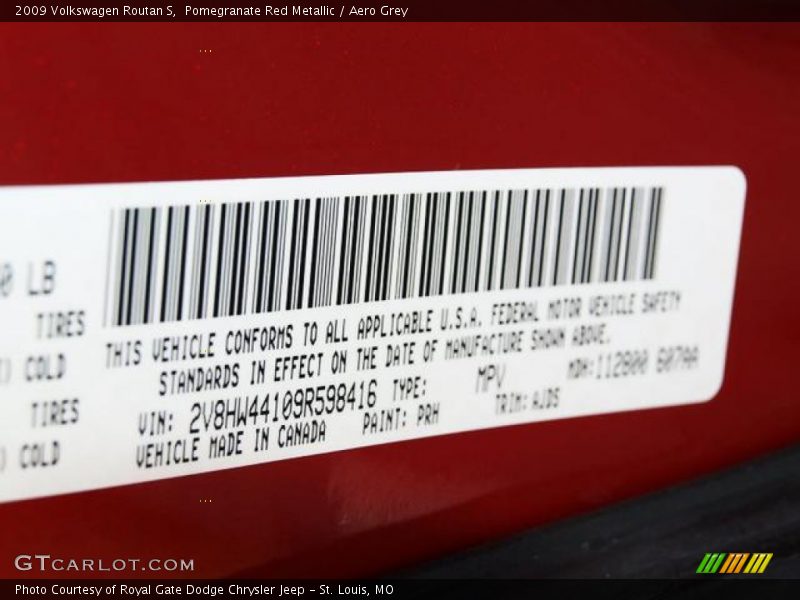 2009 Volkswagen Routan S,  Pomegranate Red Metallic / Aero Grey
0 LB
TIRES
COLD
TIRES
COLD
THIS VEHICLE CONFORMS TO ALL APPLICABLE U.S.A. FEDERAL MOTOR VEHICLE SAFETY
STANDARDS IN EFFECT ON THE DATE OF MANUFACTURE SHOWN ABOVE.
VIN: 2V8HW44109R598416 TYPE: MPV MDH:112800 607AA
VEHICLE MADE IN CANADA PAINT: PRH TRIM: AJDS
GTCARLOT.COM
Photo Courtesy of Royal Gate Dodge Chrysler Jeep - St. Louis, MO